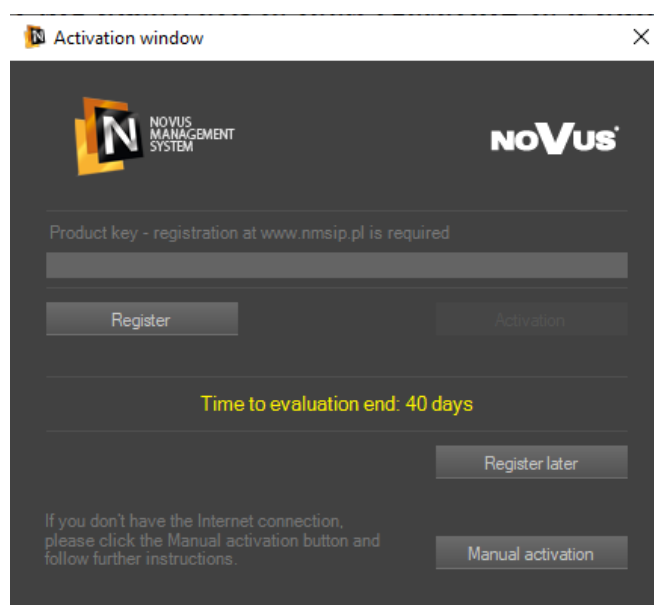 Activation window
N NOVUS
MANAGEMENT
SYSTEM
NOVUS
Product key - registration at www.nmsip.pl is required
Register
Activation
Time to evaluation end: 40 days
Register later
If you don't have the Internet connection,
please click the Manual activation button and
follow further instructions.
Manual activation